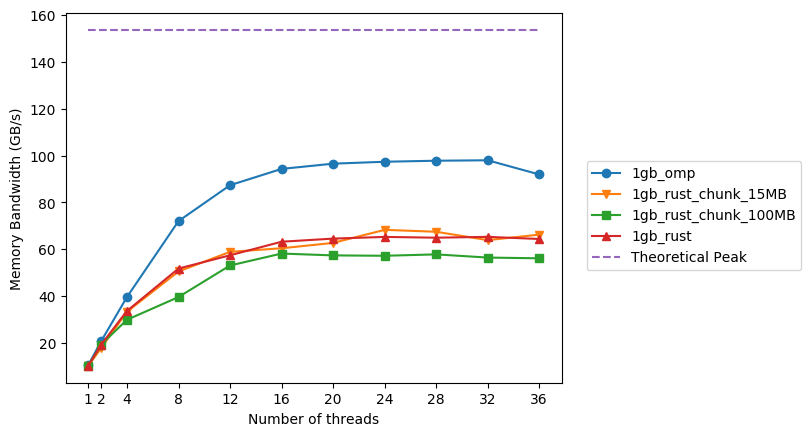 160
140
120
100
80
60
40
20
Memory Bandwidth (GB/s)
1 2 4 8 12 16 20 24 28 32 36
Number of threads
1gb_omp
1gb_rust_chunk_15MB
1gb_rust_chunk_100MB
1gb_rust
Theoretical Peak